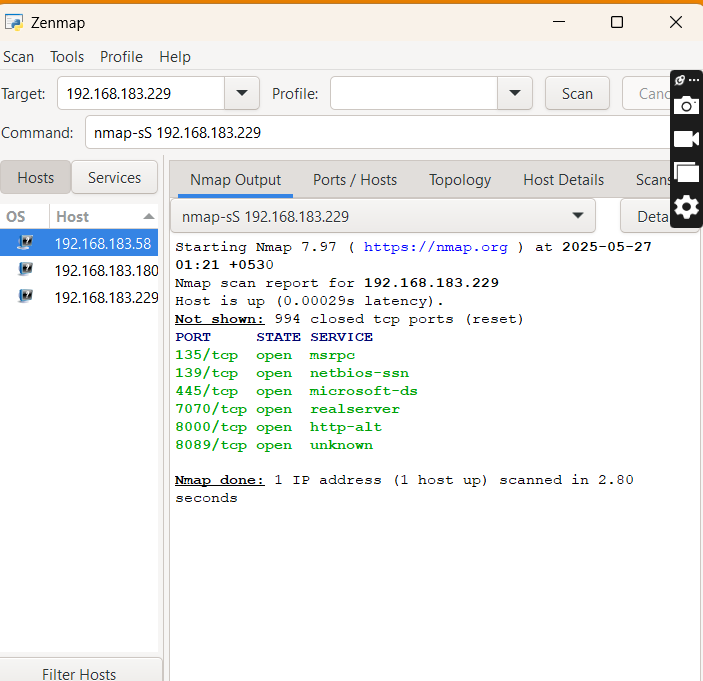 Zenmap
Scan Tools Profile Help
Target: 192.168.183.229 Profile: Scan Canc
Command: nmap-sS 192.168.183.229
Hosts Services
Nmap Output Ports / Hosts Topology Host Details Scans
OS Host
nmap-sS 192.168.183.229 Deta
192.168.183.58
192.168.183.180
192.168.183.229
Starting Nmap 7.97 ( https://nmap.org ) at 2025-05-27
01:21 +0530
Nmap scan report for 192.168.183.229
Host is up (0.00029s latency).
Not shown: 994 closed tcp ports (reset)
PORT STATE SERVICE
135/tcp open msrpc
139/tcp open netbios-ssn
445/tcp open microsoft-ds
7070/tcp open realserver
8000/tcp open http-alt
8089/tcp open unknown
Nmap done: 1 IP address (1 host up) scanned in 2.80
seconds
Filter Hosts